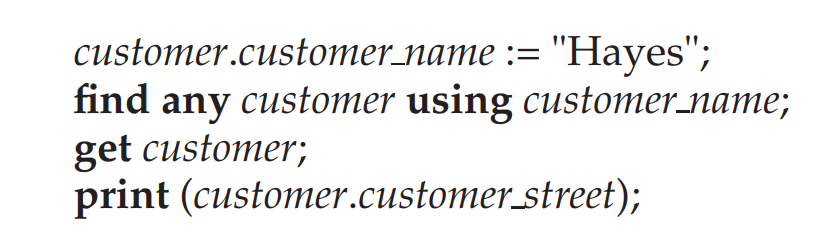 customer.customer_name := "Hayes";
find any customer using customer_name;
get customer;
print (customer.customer_street);